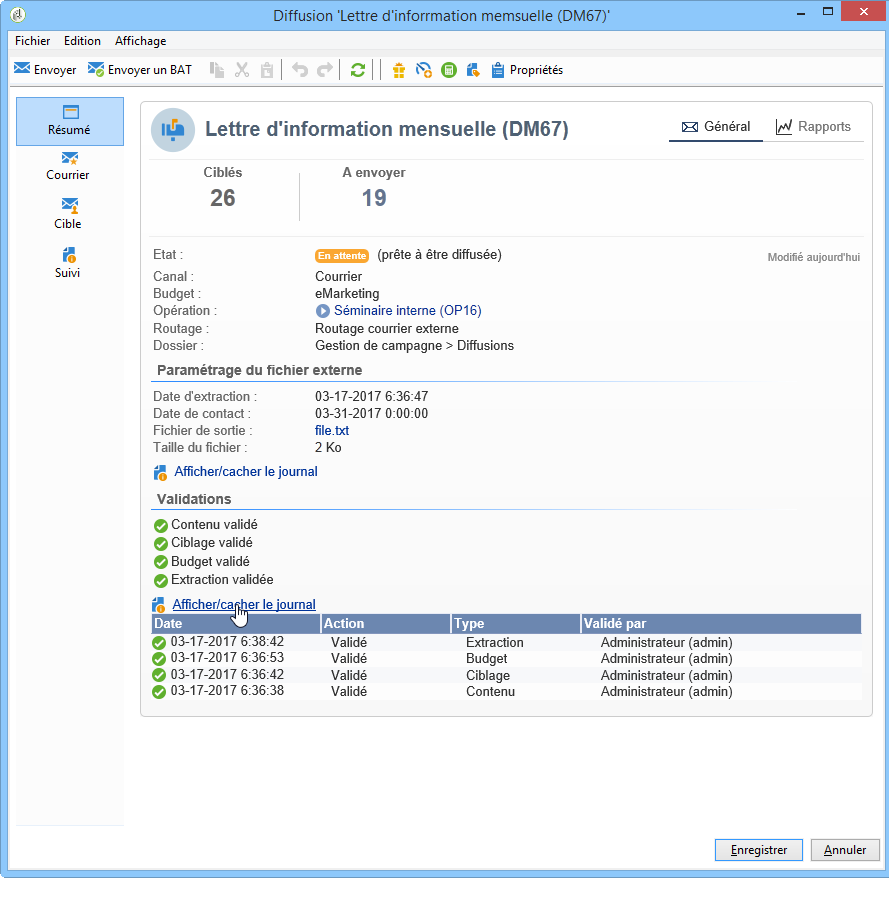 Diffusion 'Lettre d'inforrmation memsuelle (DM67)'
Fichier Edition Affichage
Envoyer Envoyer un BAT Propriétés
Résumé
Courrier
Cible
Suivi
Lettre d'information mensuelle (DM67) Général Rapports
Ciblés A envoyer
26 19
Etat : En attente (prête à être diffusée) Modifié aujourd'hui
Canal : Courrier
Budget : eMarketing
Opération : Séminaire interne (OP16)
Routage : Routage courrier externe
Dossier : Gestion de campagne > Diffusions
Paramétrage du fichier externe
Date d'extraction : 03-17-2017 6:36:47
Date de contact : 03-31-2017 0:00:00
Fichier de sortie : file.txt
Taille du fichier : 2 Ko
Afficher/cacher le journal
Validations
Contenu validé
Ciblage validé
Budget validé
Extraction validée
Afficher/cacher le journal
Date Action Type Validé par
03-17-2017 6:38:42 Validé Extraction Administrateur (admin)
03-17-2017 6:36:53 Validé Budget Administrateur (admin)
03-17-2017 6:36:42 Validé Ciblage Administrateur (admin)
03-17-2017 6:36:38 Validé Contenu Administrateur (admin)
Enregistrer Annuler